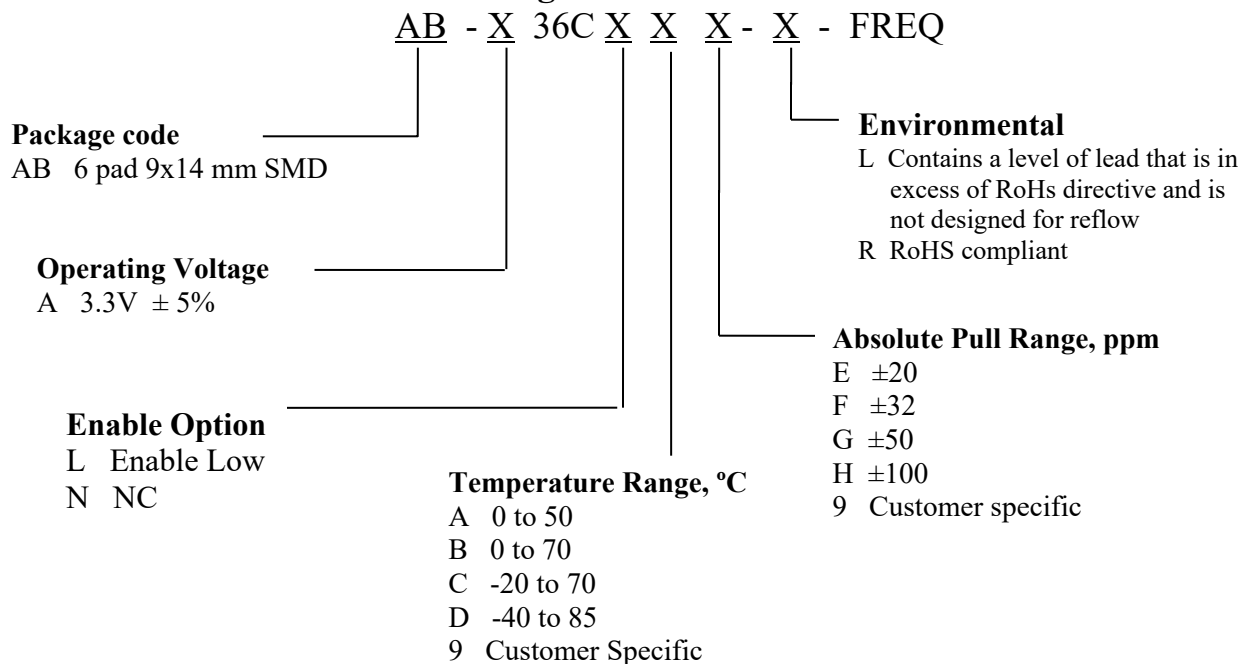 AB - X 36C X X X - X - FREQ
Package code
AB 6 pad 9x14 mm SMD
Operating Voltage
A 3.3V ± 5%
Enable Option
L Enable Low
N NC
Temperature Range, ºC
A 0 to 50
B 0 to 70
C -20 to 70
D -40 to 85
9 Customer Specific
Environmental
L Contains a level of lead that is in
excess of RoHs directive and is
not designed for reflow
R RoHS compliant
Absolute Pull Range, ppm
E ±20
F ±32
G ±50
H ±100
9 Customer specific